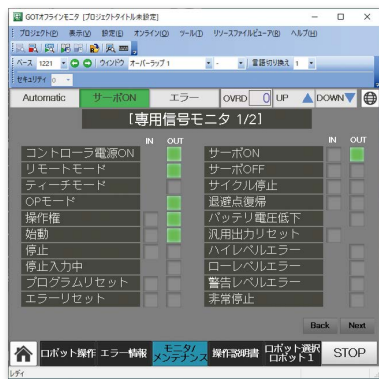 GOTオフラインモニタ [プロジェクトタイトル未設定]
プロジェクト(P) 表示(V) 設定(E) オンライン(O) ツール(T) リソースファイルビューア(R) ヘルプ(H)
ベース 1221 ウィンドウ オーバーラップ 1 - 言語切り換え 1
セキュリティ 0
Automatic サーボON エラー OVRD 0 UP DOWN
[専用信号モニタ 1/2]
IN OUT IN OUT
コントローラ電源ON サーボON
リモートモード サーボOFF
ティーチモード サイクル停止
OPモード 退避点復帰
操作権 バッテリ電圧低下
始動 汎用出力リセット
停止 ハイレベルエラー
停止入力中 ローレベルエラー
プログラムリセット 警告レベルエラー
エラーリセット 非常停止
Back Next
ロボット操作 エラー情報 モニタ/メンテナンス 操作説明書 ロボット選択 ロボット1 STOP
レディ